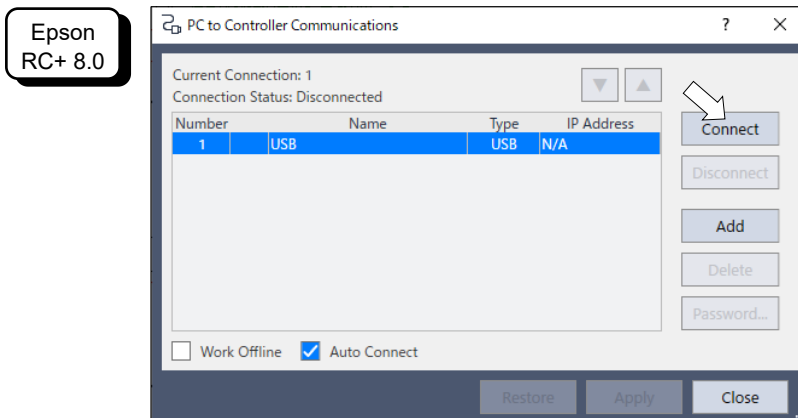 Epson
RC+ 8.0
PC to Controller Communications
?
Current Connection: 1
Connection Status: Disconnected
Number Name Type IP Address
1 USB USB N/A
Connect
Disconnect
Add
Delete
Password...
Work Offline Auto Connect
Restore Apply Close